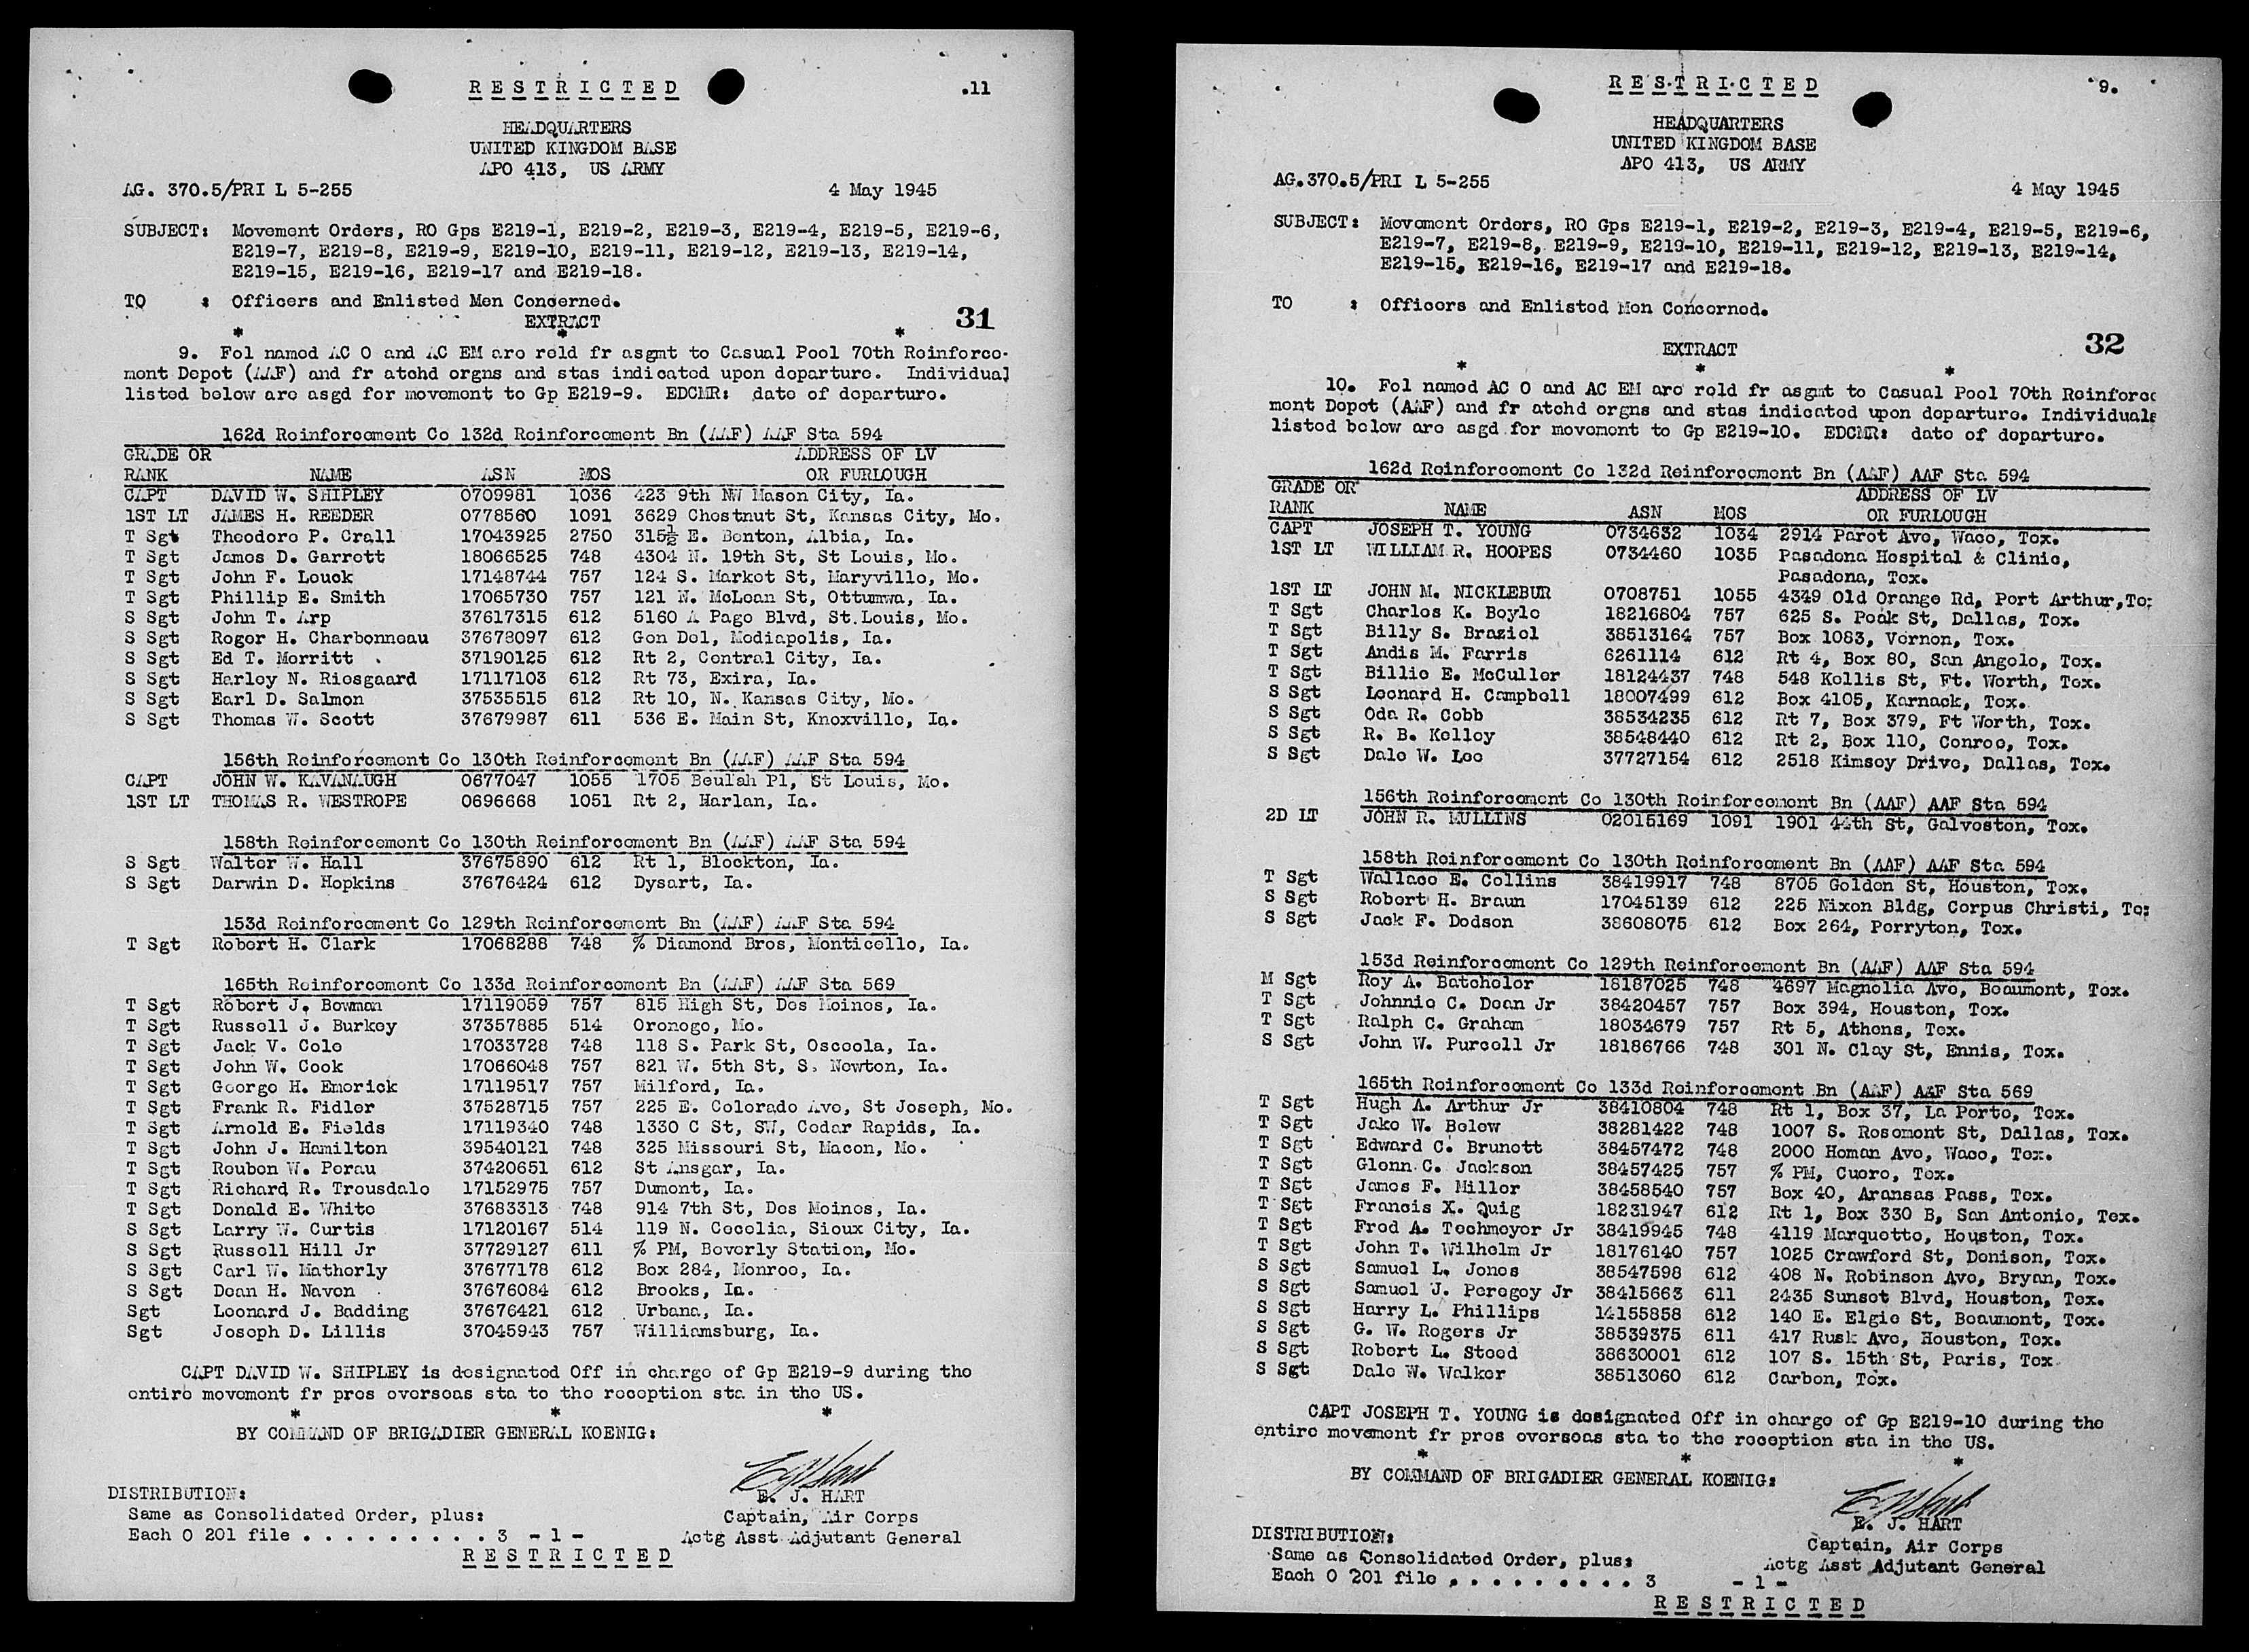 RESTRICTED
.11
HEADQUARTERS
UNITED KINGDOM BASE
APO 413, US ARMY
AG. 370.5/PRI L 5-255 4 May 1945
SUBJECT: Movement Orders, RO Gps E219-1, E219-2, E219-3, E219-4, E219-5, E219-6,
E219-7, E219-8, E219-9, E219-10, E219-11, E219-12, E219-13, E219-14,
E219-15, E219-16, E219-17 and E219-18.
TO : Officers and Enlisted Men Concerned.
EXTRACT
31
* * *
9. Fol named AC O and AC EM are reld fr asgmt to Casual Pool 70th Reinforce-
ment Depot (AAF) and fr atchd orgns and stas indicated upon departure. Individual
listed below are asgd for movement to Gp E219-9. EDCMR: date of departure.
162d Reinforcement Co 132d Reinforcement Bn (AAF) AAF Sta 594
GRADE OR ADDRESS OF LV
RANK NAME ASN MOS OR FURLOUGH
CAPT DAVID W. SHIPLEY 0709981 1036 423 9th NW Mason City, Ia.
1ST LT JAMES H. REEDER 0778560 1091 3629 Chestnut St, Kansas City, Mo.
T Sgt Theodore P. Crall 17043925 2750 315½ E. Benton, Albia, Ia.
T Sgt James D. Garrett 18066525 748 4304 N. 19th St, St Louis, Mo.
T Sgt John F. Louck 17148744 757 124 S. Market St, Maryville, Mo.
T Sgt Phillip E. Smith 17065730 757 121 N. McLean St, Ottumwa, Ia.
S Sgt John T. Arp 37617315 612 5160 A Page Blvd, St.Louis, Mo.
S Sgt Roger H. Charbonneau 37678097 612 Gen Del, Mediapolis, Ia.
S Sgt Ed T. Merritt 37190125 612 Rt 2, Central City, Ia.
S Sgt Harley N. Riesgaard 17117103 612 Rt 73, Exira, Ia.
S Sgt Earl D. Salmon 37535515 612 Rt 10, N. Kansas City, Mo.
S Sgt Thomas W. Scott 37679987 611 536 E. Main St, Knoxville, Ia.
156th Reinforcement Co 130th Reinforcement Bn (AAF) AAF Sta 594
CAPT JOHN W. KAVANAUGH 0677047 1055 1705 Beulah Pl, St Louis, Mo.
1ST LT THOMAS R. WESTROPE 0696668 1051 Rt 2, Harlan, Ia.
158th Reinforcement Co 130th Reinforcement Bn (AAF) AAF Sta 594
S Sgt Walter W. Hall 37675890 612 Rt 1, Blockton, Ia.
S Sgt Darwin D. Hopkins 37676424 612 Dysart, Ia.
153d Reinforcement Co 129th Reinforcement Bn (AAF) AAF Sta 594
T Sgt Robert H. Clark 17068288 748 % Diamond Bros, Monticello, Ia.
165th Reinforcement Co 133d Reinforcement Bn (AAF) AAF Sta 569
T Sgt Robert J. Bowman 17119059 757 815 High St, Des Moines, Ia.
T Sgt Russell J. Burkey 37357885 514 Oronogo, Mo.
T Sgt Jack V. Cole 17033728 748 118 S. Park St, Osceola, Ia.
T Sgt John W. Cook 17066048 757 821 W. 5th St, S. Newton, Ia.
T Sgt George H. Emerick 17119517 757 Milford, Ia.
T Sgt Frank R. Fidler 37528715 757 225 E. Colorado Ave, St Joseph, Mo.
T Sgt Arnold E. Fields 17119340 748 1330 C St, SW, Cedar Rapids, Ia.
T Sgt John J. Hamilton 39540121 748 325 Missouri St, Macon, Mo.
T Sgt Reuben W. Perau 37420651 612 St Ansgar, Ia.
T Sgt Richard R. Trousdale 17152975 757 Dumont, Ia.
T Sgt Donald E. White 37683313 748 914 7th St, Des Moines, Ia.
S Sgt Larry W. Curtis 17120167 514 119 N. Cecelia, Sioux City, Ia.
S Sgt Russell Hill Jr 37729127 611 % PM, Beverly Station, Mo.
S Sgt Carl W. Matherly 37677178 612 Box 284, Monroe, Ia.
S Sgt Dean H. Naven 37676084 612 Brooks, Ia.
Sgt Leonard J. Badding 37676421 612 Urbana, Ia.
Sgt Joseph D. Lillis 37045943 757 Williamsburg, Ia.
CAPT DAVID W. SHIPLEY is designated Off in charge of Gp E219-9 during the
entire movement fr pres overseas sta to the reception sta in the US.
* * *
BY COMMAND OF BRIGADIER GENERAL KOENIG:
E J Hart
E. J. HART
DISTRIBUTION:
Same as Consolidated Order, plus: Captain, Air Corps
Each O 201 file . . . . . . . . . 3 -1- Actg Asst Adjutant General
RESTRICTED
RESTRICTED
9.
HEADQUARTERS
UNITED KINGDOM BASE
APO 413, US ARMY
AG.370.5/PRI L 5-255 4 May 1945
SUBJECT: Movement Orders, RO Gps E219-1, E219-2, E219-3, E219-4, E219-5, E219-6,
E219-7, E219-8, E219-9, E219-10, E219-11, E219-12, E219-13, E219-14,
E219-15, E219-16, E219-17 and E219-18.
TO : Officers and Enlisted Men Concerned.
32
EXTRACT
* * *
10. Fol named AC O and AC EM are reld fr asgmt to Casual Pool 70th Reinforce
ment Depot (AAF) and fr atchd orgns and stas indicated upon departure. Individuals
listed below are asgd for movement to Gp E219-10. EDCMR: date of departure.
162d Reinforcement Co 132d Reinforcement Bn (AAF) AAF Sta 594
GRADE OR ADDRESS OF LV
RANK NAME ASN MOS OR FURLOUGH
CAPT JOSEPH T. YOUNG 0734632 1034 2914 Parot Ave, Waco, Tex.
1ST LT WILLIAM R. HOOPES 0734460 1035 Pasadena Hospital & Clinic,
Pasadena, Tex.
1ST LT JOHN M. NICKLEBUR 0708751 1055 4349 Old Orange Rd, Port Arthur,Te
T Sgt Charles K. Boyle 18216804 757 625 S. Peak St, Dallas, Tex.
T Sgt Billy S. Braziel 38513164 757 Box 1083, Vernon, Tex.
T Sgt Andis M. Farris 6261114 612 Rt 4, Box 80, San Angelo, Tex.
T Sgt Billie E. McCuller 18124437 748 548 Kellis St, Ft. Worth, Tex.
S Sgt Leonard H. Campbell 18007499 612 Box 4105, Karnack, Tex.
S Sgt Oda R. Cobb 38534235 612 Rt 7, Box 379, Ft Worth, Tex.
S Sgt R. B. Kelley 38548440 612 Rt 2, Box 110, Conroe, Tex.
S Sgt Dale W. Lee 37727154 612 2518 Kimsey Drive, Dallas, Tex.
156th Reinforcement Co 130th Reinforcement Bn (AAF) AAF Sta 594
2D LT JOHN R. MULLINS 02015169 1091 1901 44th St, Galveston, Tex.
158th Reinforcement Co 130th Reinforcement Bn (AAF) AAF Sta 594
T Sgt Wallace E. Collins 38419917 748 8705 Golden St, Houston, Tex.
S Sgt Robert H. Braun 17045139 612 225 Nixon Bldg, Corpus Christi, Te
S Sgt Jack F. Dodson 38608075 612 Box 264, Perryton, Tex.
153d Reinforcement Co 129th Reinforcement Bn (AAF) AAF Sta 594
M Sgt Roy A. Batchelor 18187025 748 4697 Magnolia Ave, Beaumont, Tex.
T Sgt Johnnie C. Dean Jr 38420457 757 Box 394, Houston, Tex.
T Sgt Ralph C. Graham 18034679 757 Rt 5, Athens, Tex.
S Sgt John W. Purcell Jr 18186766 748 301 N. Clay St, Ennis, Tex.
165th Reinforcement Co 133d Reinforcement Bn (AAF) AAF Sta 569
T Sgt Hugh A. Arthur Jr 38410804 748 Rt 1, Box 37, La Porte, Tex.
T Sgt Jake W. Belew 38281422 748 1007 S. Rosemont St, Dallas, Tex.
T Sgt Edward C. Brunett 38457472 748 2000 Homan Ave, Waco, Tex.
T Sgt Glenn C. Jackson 38457425 757 % PM, Cuero, Tex.
T Sgt James F. Miller 38458540 757 Box 40, Aransas Pass, Tex.
T Sgt Francis X. Quig 18231947 612 Rt 1, Box 330 B, San Antonio, Tex.
T Sgt Fred A. Techmeyer Jr 38419945 748 4119 Marquette, Houston, Tex.
T Sgt John T. Wilhelm Jr 18176140 757 1025 Crawford St, Denison, Tex.
S Sgt Samuel L. Jones 38547598 612 408 N. Robinson Ave, Bryan, Tex.
S Sgt Samuel J. Peregoy Jr 38415663 611 2435 Sunset Blvd, Houston, Tex.
S Sgt Harry L. Phillips 14155858 612 140 E. Elgie St, Beaumont, Tex.
S Sgt G. W. Rogers Jr 38539375 611 417 Rusk Ave, Houston, Tex.
S Sgt Robert L. Steed 38630001 612 107 S. 15th St, Paris, Tex.
S Sgt Dale W. Walker 38513060 612 Carbon, Tex.
CAPT JOSEPH T. YOUNG is designated Off in charge of Gp E219-10 during the
entire movement fr pres overseas sta to the reception sta in the US.
* * *
BY COMMAND OF BRIGADIER GENERAL KOENIG:
E J Hart
E. J. HART
DISTRIBUTION: Captain, Air Corps
Same as Consolidated Order, plus: Actg Asst Adjutant General
Each O 201 file . . . . . . . . . 3 -1-
RESTRICTED